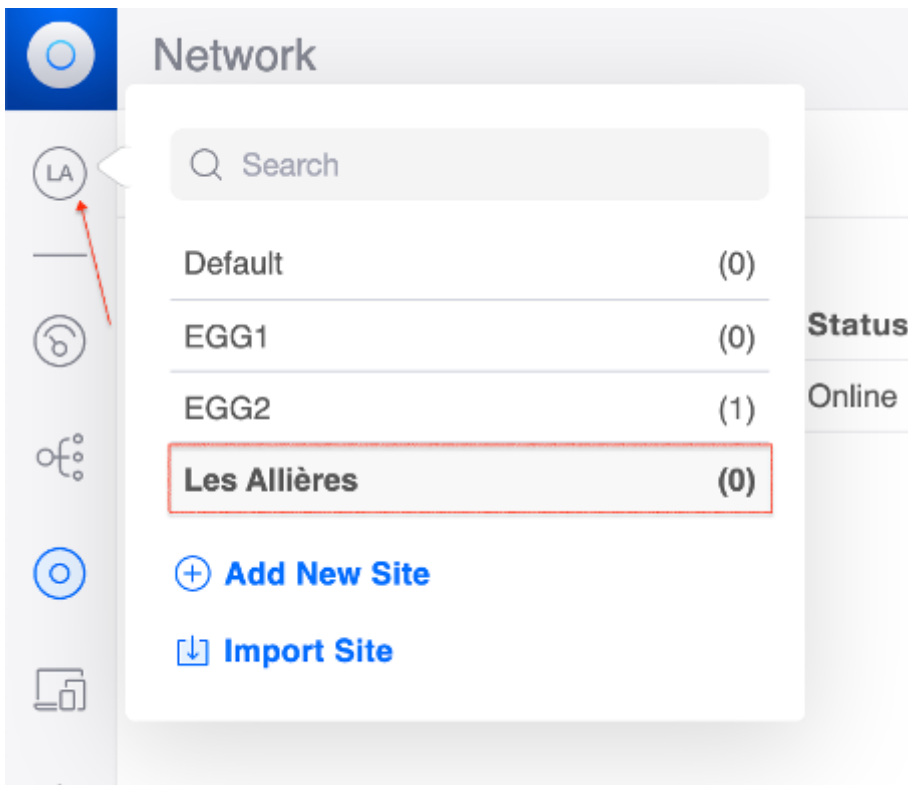 Network
LA
Search
Default (0)
EGG1 (0)
Status
EGG2 (1)
Online
Les Allières (0)
Add New Site
Import Site